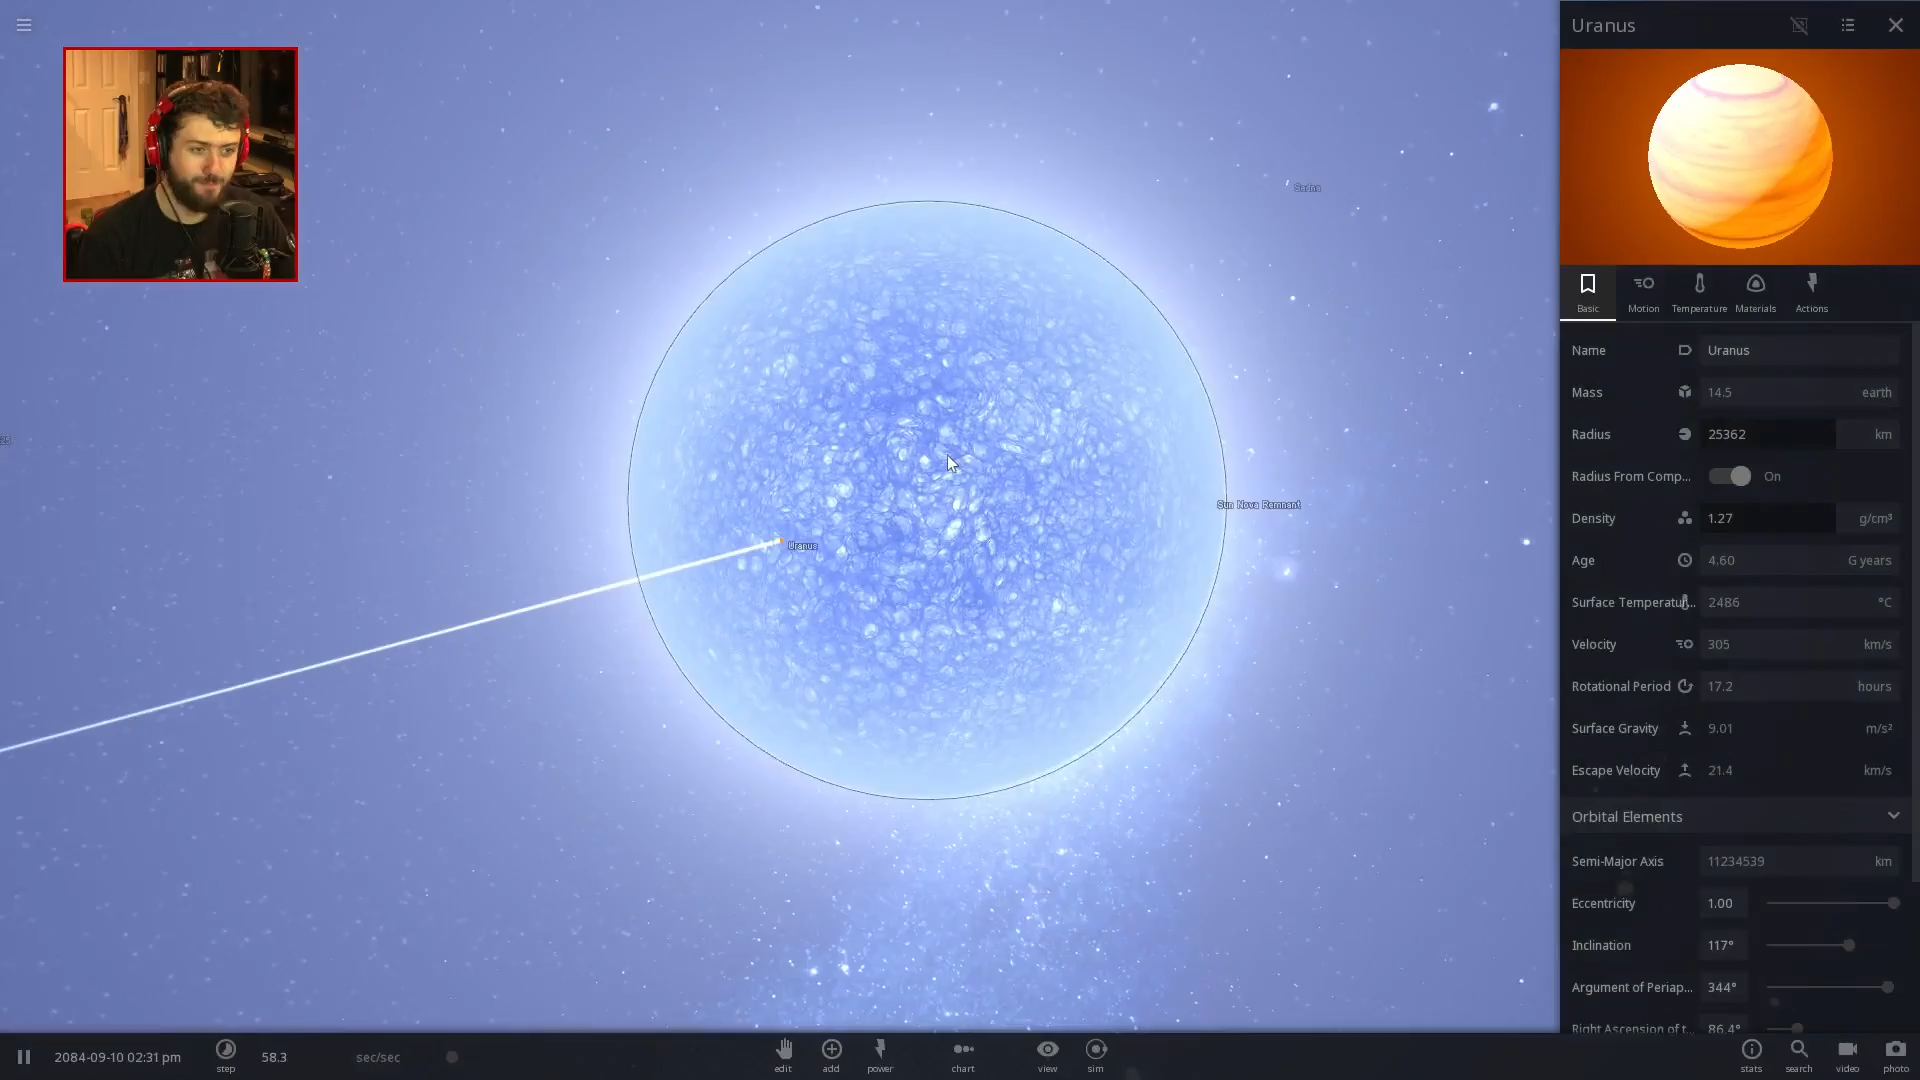 Uranus
Basic
Motion
Temperature
Materials
Actions
Name
Uranus
Mass
14.5
earth
Radius
25362
km
Radius From Comp...
On
Density
1.27
g/cm³
Age
4.60
G years
Surface Temperatur...
2486
°C
Velocity
305
km/s
Rotational Period
17.2
hours
Surface Gravity
9.01
m/s²
Escape Velocity
21.4
km/s
Orbital Elements
Semi-Major Axis
11234539
km
Eccentricity
1.00
Inclination
117°
Argument of Periap...
344°
Right Ascension of t...
86.4°
Sedna
Sun Nova Remnant
Uranus
2084-09-10 02:31 pm
step
58.3
sec/sec
edit
add
power
chart
view
sim
stats
search
video
photo